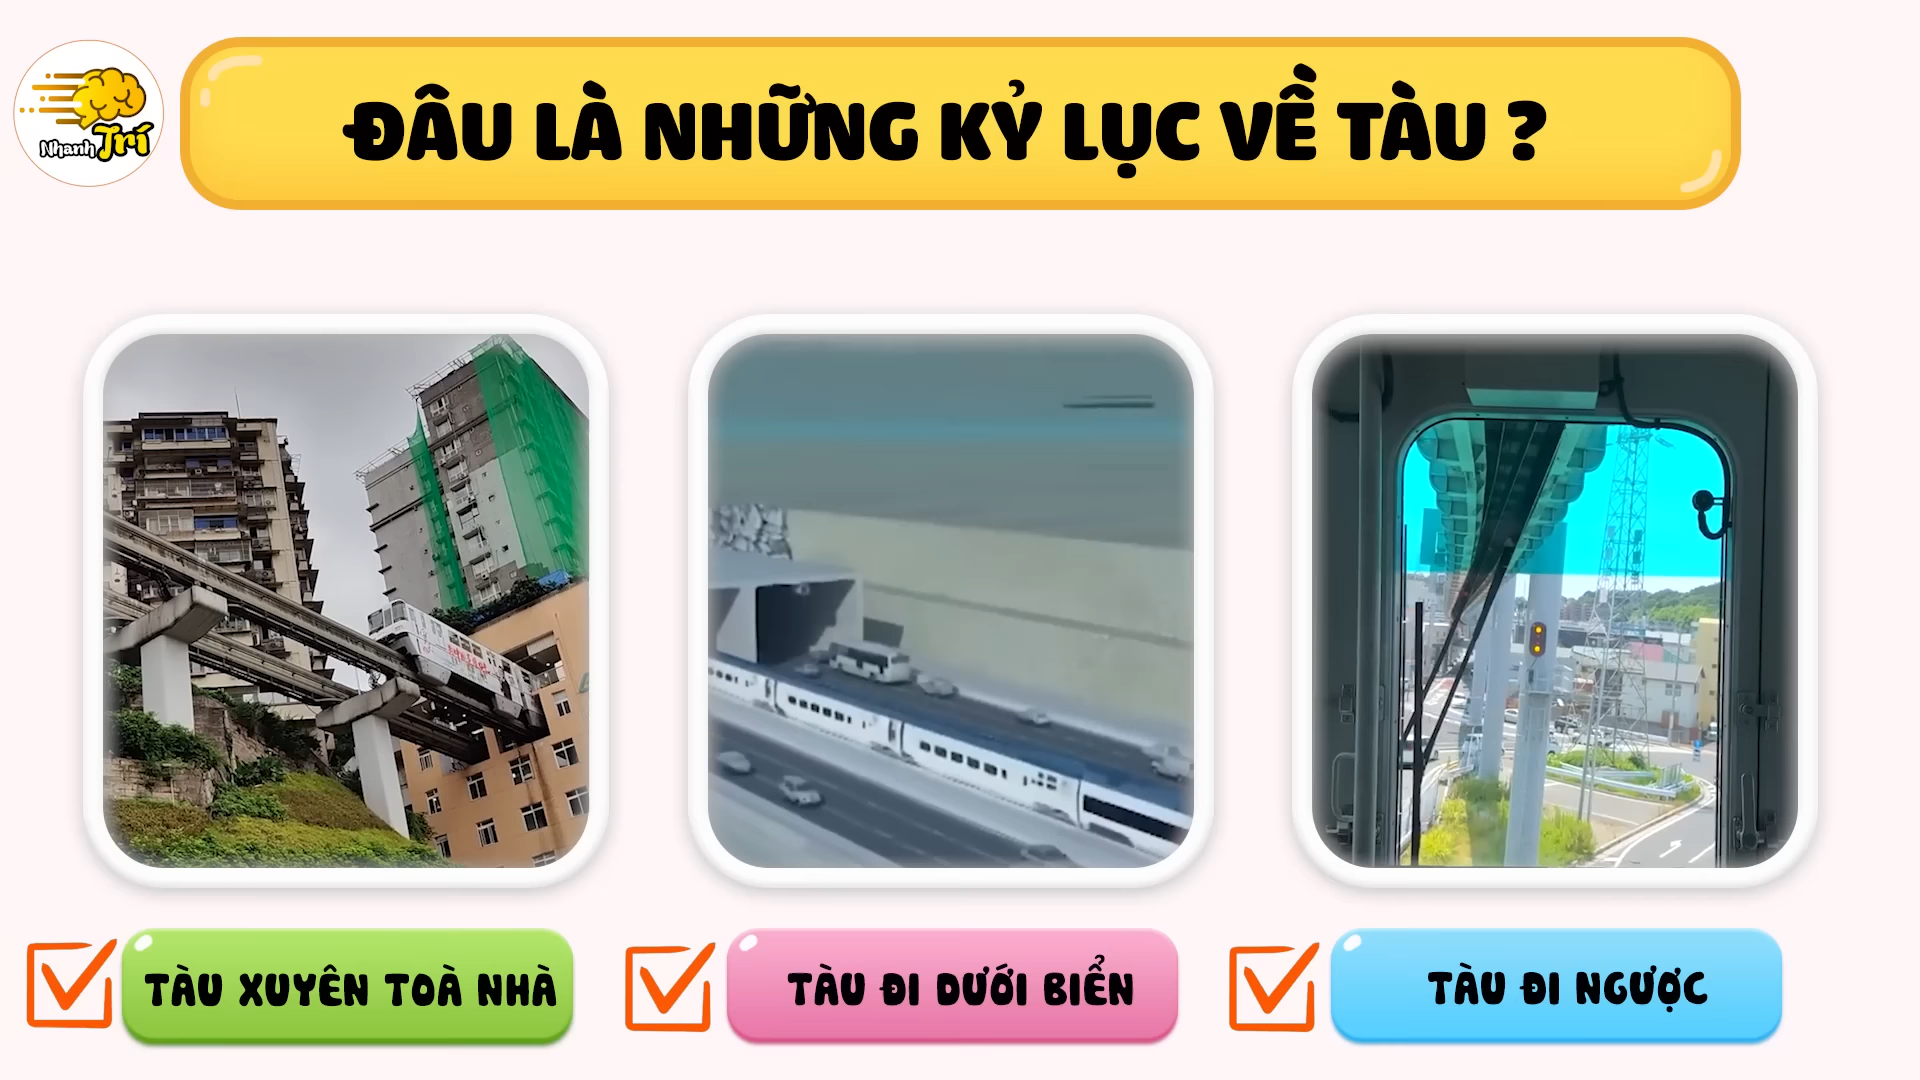 Nhanh Trí
ĐÂU LÀ NHỮNG KỶ LỤC VỀ TÀU ?
TÀU XUYÊN TOÀ NHÀ
TÀU ĐI DƯỚI BIỂN
TÀU ĐI NGƯỢC